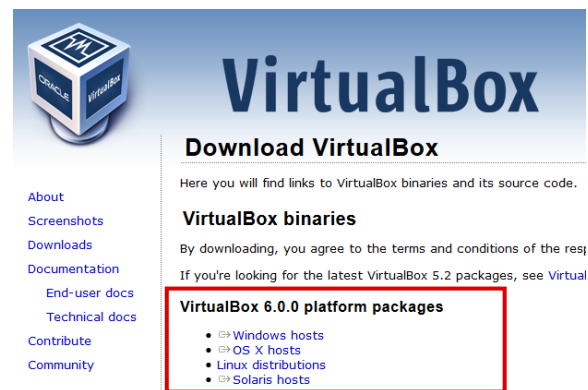 ORACLE
VirtualBox
VirtualBox
Download VirtualBox
Here you will find links to VirtualBox binaries and its source code.
About
Screenshots
Downloads
Documentation
End-user docs
Technical docs
Contribute
Community
VirtualBox binaries
By downloading, you agree to the terms and conditions of the
If you're looking for the latest VirtualBox 5.2 packages, see
VirtualBox 6.0.0 platform packages
Windows hosts
OS X hosts
Linux distributions
Solaris hosts